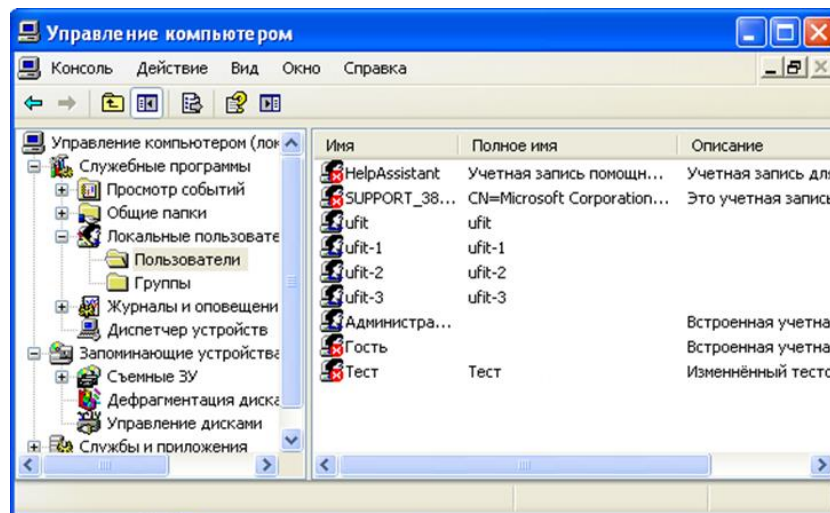 Управление компьютером
Консоль Действие Вид Окно Справка
Управление компьютером (лок
Служебные программы
Просмотр событий
Общие папки
Локальные пользовате
Пользователи
Группы
Журналы и оповещени
Диспетчер устройств
Запоминающие устройства
Съемные ЗУ
Дефрагментация диска
Управление дисками
Службы и приложения
Имя Полное имя Описание
HelpAssistant Учетная запись помощн... Учетная запись для
SUPPORT_38... CN=Microsoft Corporation... Это учетная запись
ufit ufit
ufit-1 ufit-1
ufit-2 ufit-2
ufit-3 ufit-3
Администра... Встроенная учетна
Гость Встроенная учетна
Тест Тест Изменнённый тесто